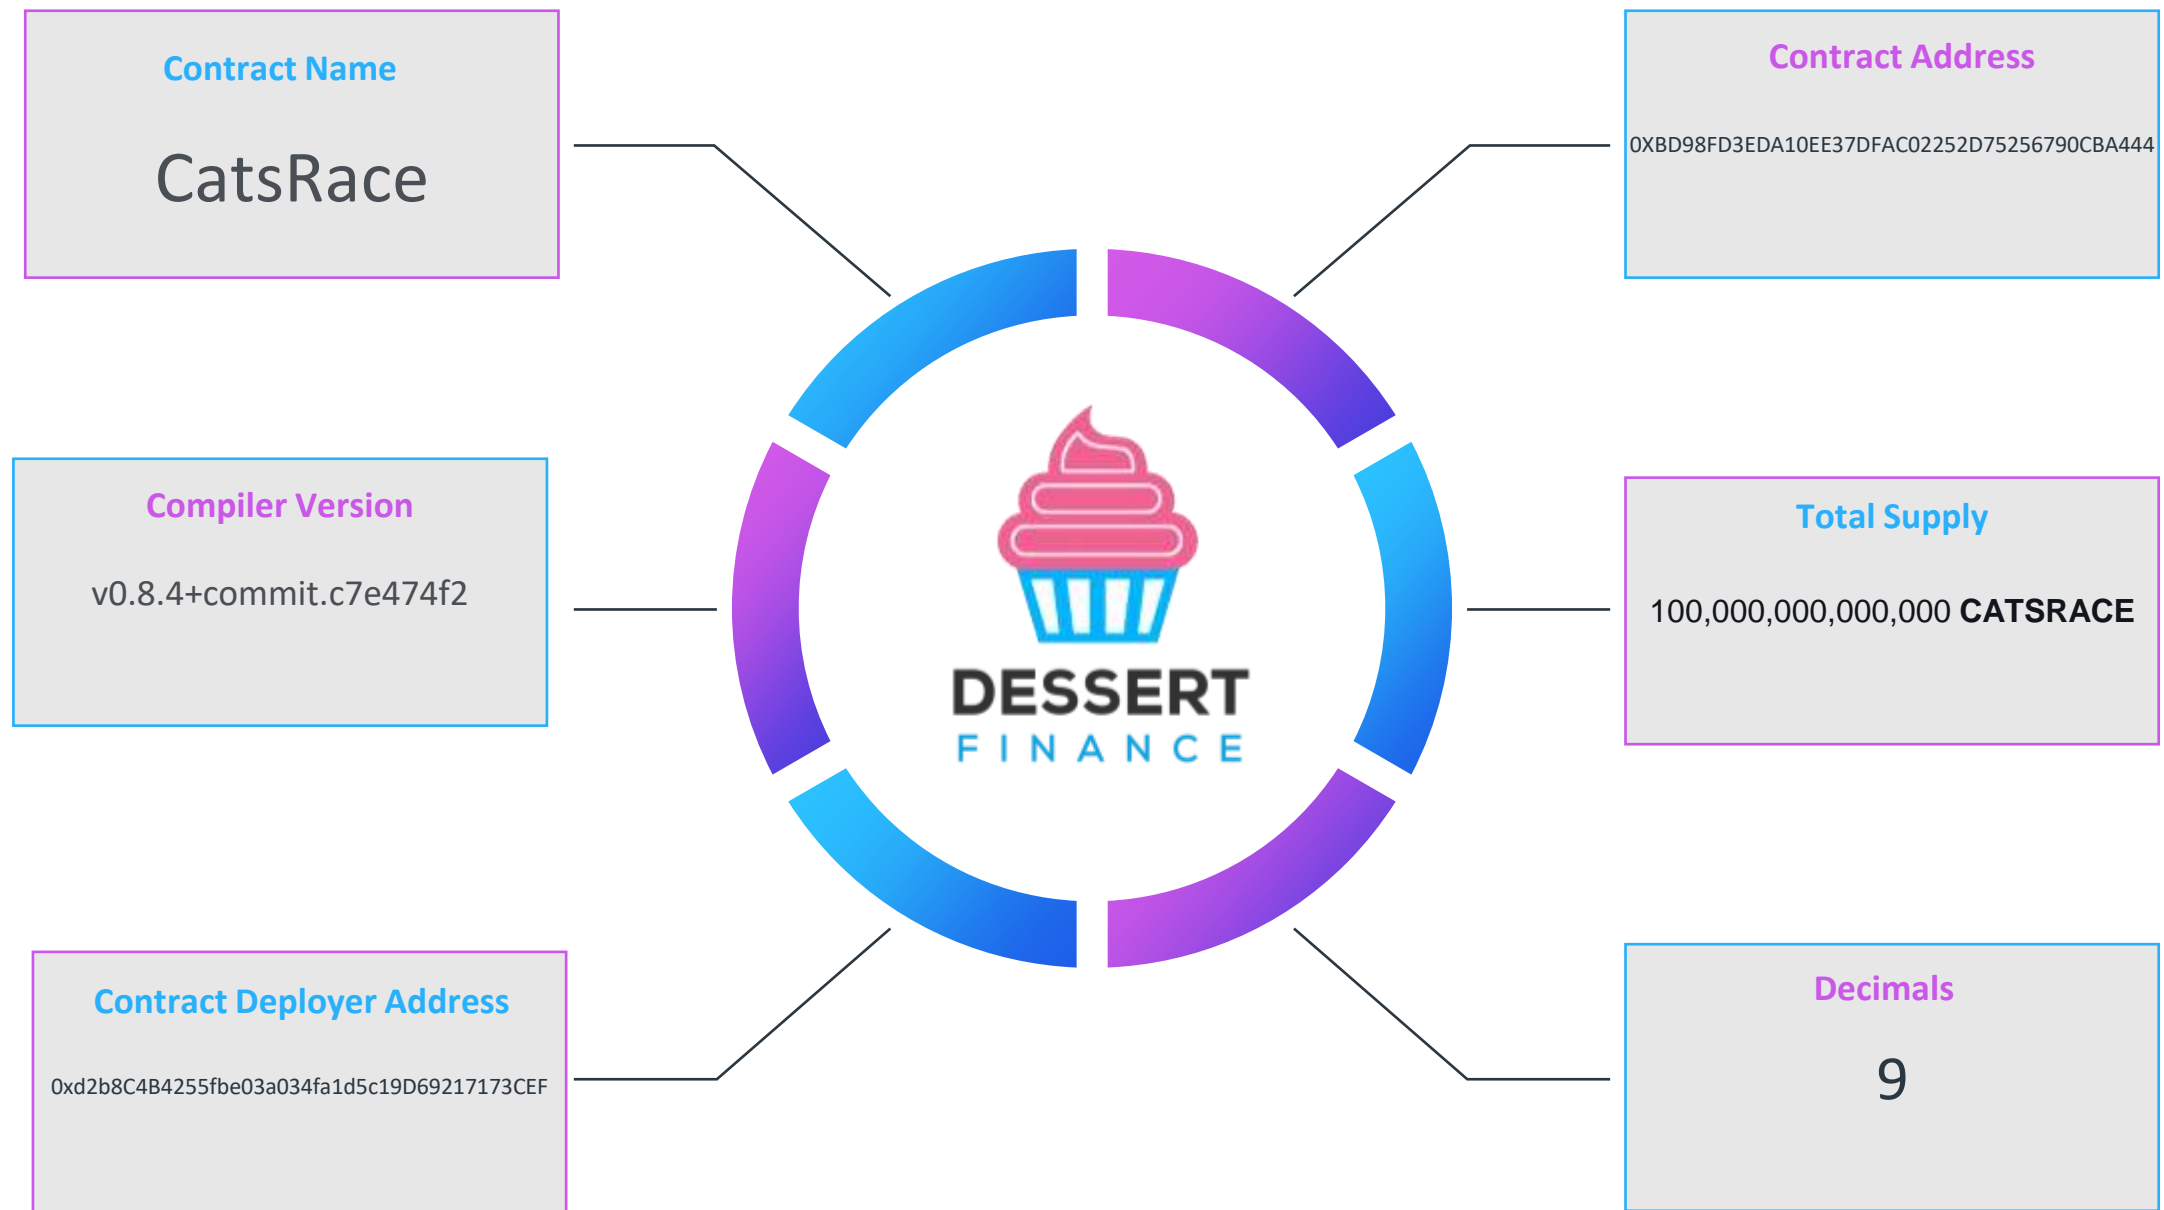 Contract Name
CatsRace
Contract Address
0XBD98FD3EDA10EE37DFAC02252D75256790CBA444
Compiler Version
v0.8.4+commit.c7e474f2
DESSERT
FINANCE
Total Supply
100,000,000,000,000 CATSRACE
Contract Deployer Address
0xd2b8C4B4255fbe03a034fa1d5c19D69217173CEF
Decimals
9